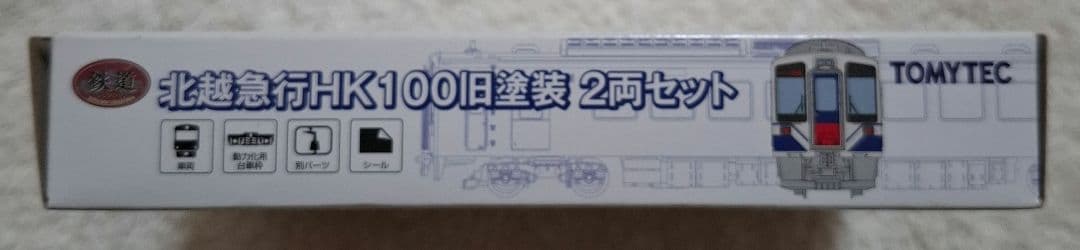 鉄道
北越急行HK100旧塗装 2両セット
TOMYTEC
車両
動力化用
台車枠
別パーツ
シール